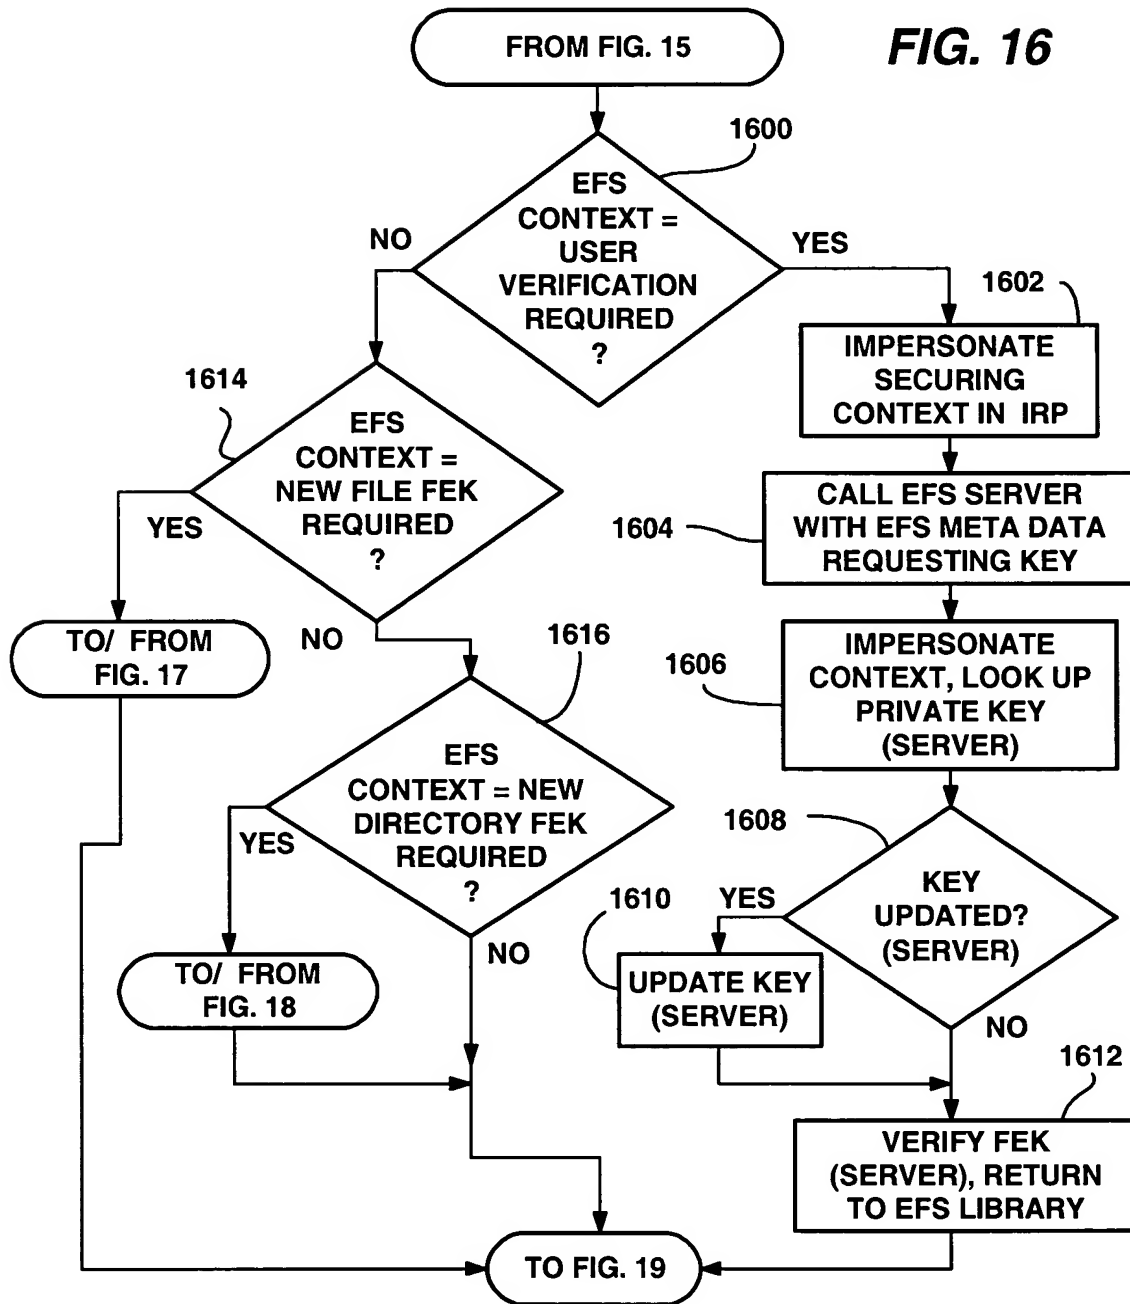 FROM FIG. 15
FIG. 16
1600
EFS
CONTEXT =
USER
VERIFICATION
REQUIRED
?
NO
YES
1602
IMPERSONATE
SECURING
CONTEXT IN IRP
1614
EFS
CONTEXT =
NEW FILE FEK
REQUIRED
?
YES
NO
1604
CALL EFS SERVER
WITH EFS META DATA
REQUESTING KEY
TO/ FROM
FIG. 17
1616
1606
IMPERSONATE
CONTEXT, LOOK UP
PRIVATE KEY
(SERVER)
EFS
CONTEXT = NEW
DIRECTORY FEK
REQUIRED
?
YES
NO
1608
KEY
UPDATED?
(SERVER)
YES
NO
1610
UPDATE KEY
(SERVER)
TO/ FROM
FIG. 18
1612
VERIFY FEK
(SERVER), RETURN
TO EFS LIBRARY
TO FIG. 19